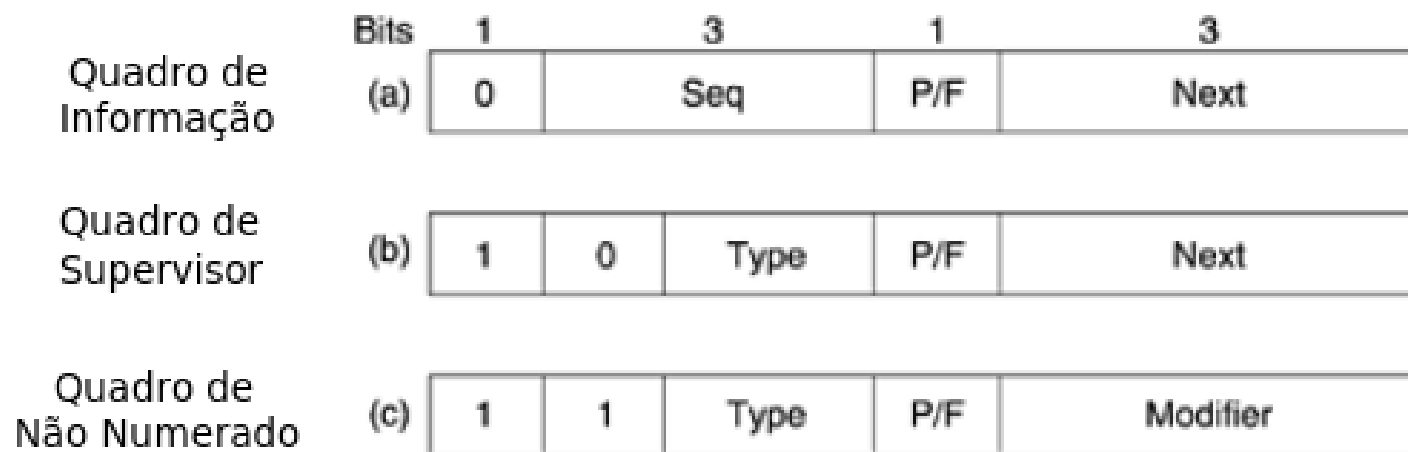 Bits 1 3 1 3
Quadro de
Informação
(a) 0 Seq P/F Next
Quadro de
Supervisor
(b) 1 0 Type P/F Next
Quadro de
Não Numerado
(c) 1 1 Type P/F Modifier